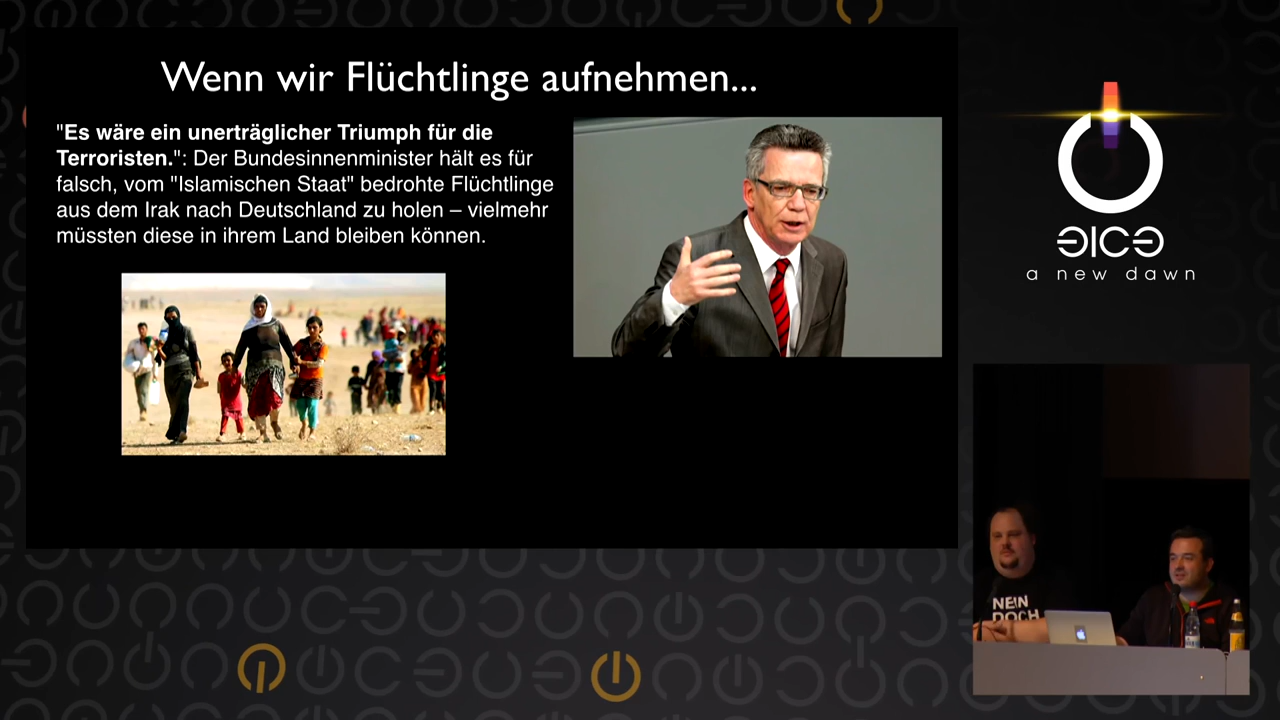 Wenn wir Flüchtlinge aufnehmen...
"Es wäre ein unerträglicher Triumph für die
Terroristen.": Der Bundesinnenminister hält es für
falsch, vom "Islamischen Staat" bedrohte Flüchtlinge
aus dem Irak nach Deutschland zu holen – vielmehr
müssten diese in ihrem Land bleiben können.
a new dawn
NEIN
DOCH